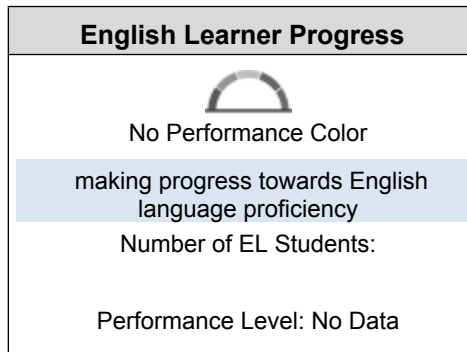 English Learner Progress
No Performance Color
making progress towards English
language proficiency
Number of EL Students:
Performance Level: No Data